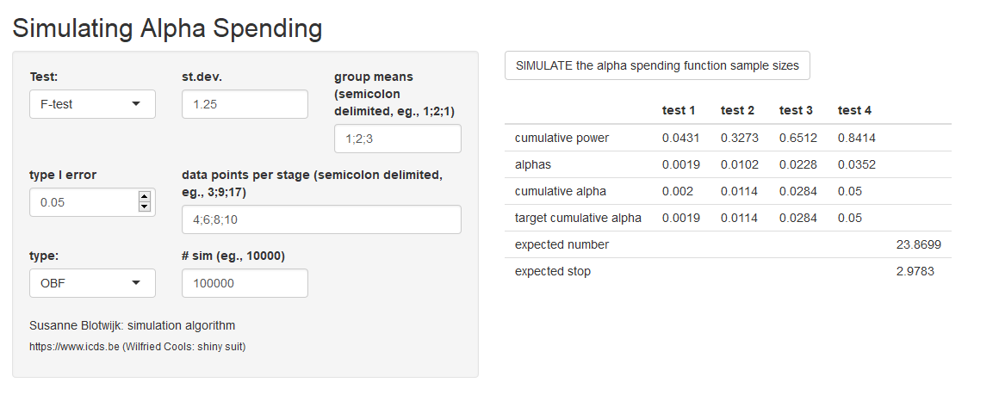 Simulating Alpha Spending
Test:
F-test
st.dev.
1.25
group means
(semicolon
delimited, eg., 1;2;1)
1;2;3
type I error
0.05
data points per stage (semicolon delimited,
eg., 3;9;17)
4;6;8;10
type:
OBF
# sim (eg., 10000)
100000
Susanne Blotwijk: simulation algorithm
https://www.icds.be (Wilfried Cools: shiny suit)
SIMULATE the alpha spending function sample sizes
test 1 test 2 test 3 test 4
cumulative power 0.0431 0.3273 0.6512 0.8414
alphas 0.0019 0.0102 0.0228 0.0352
cumulative alpha 0.002 0.0114 0.0284 0.05
target cumulative alpha 0.0019 0.0114 0.0284 0.05
expected number 23.8699
expected stop 2.9783